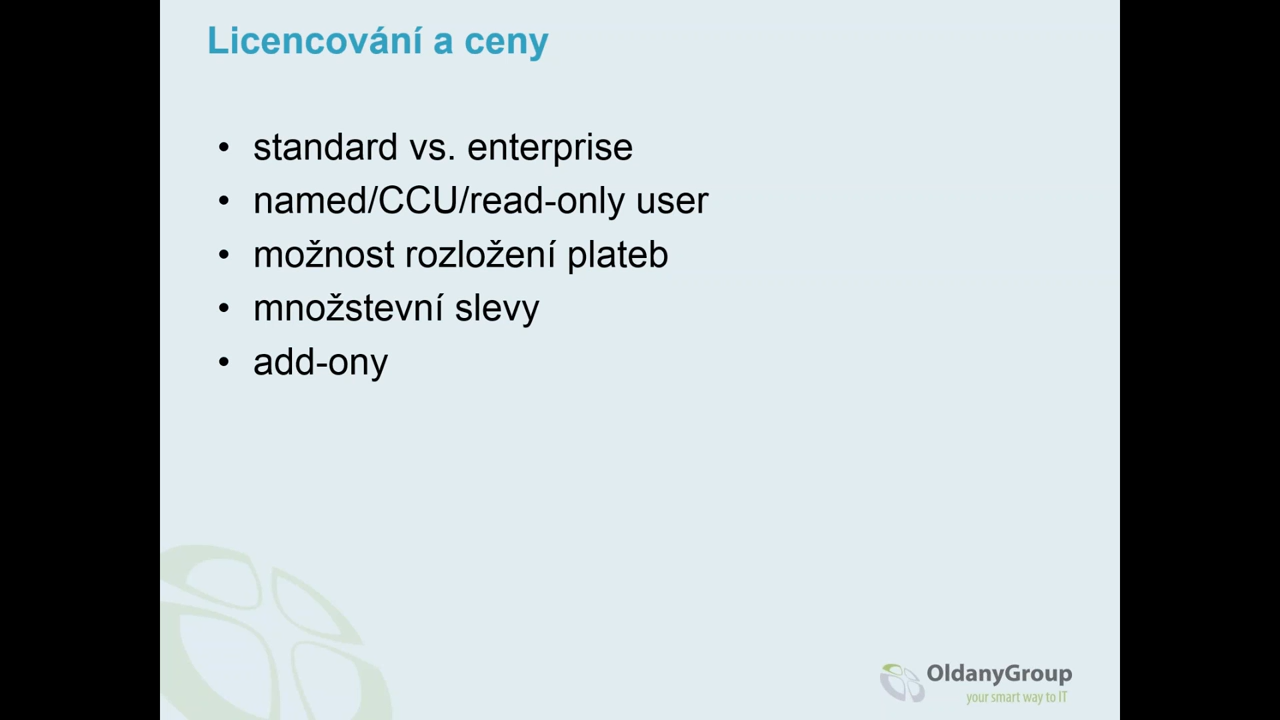 Licencování a ceny
• standard vs. enterprise
• named/CCU/read-only user
• možnost rozložení plateb
• množstevní slevy
• add-ony
OldanyGroup
your smart way to IT